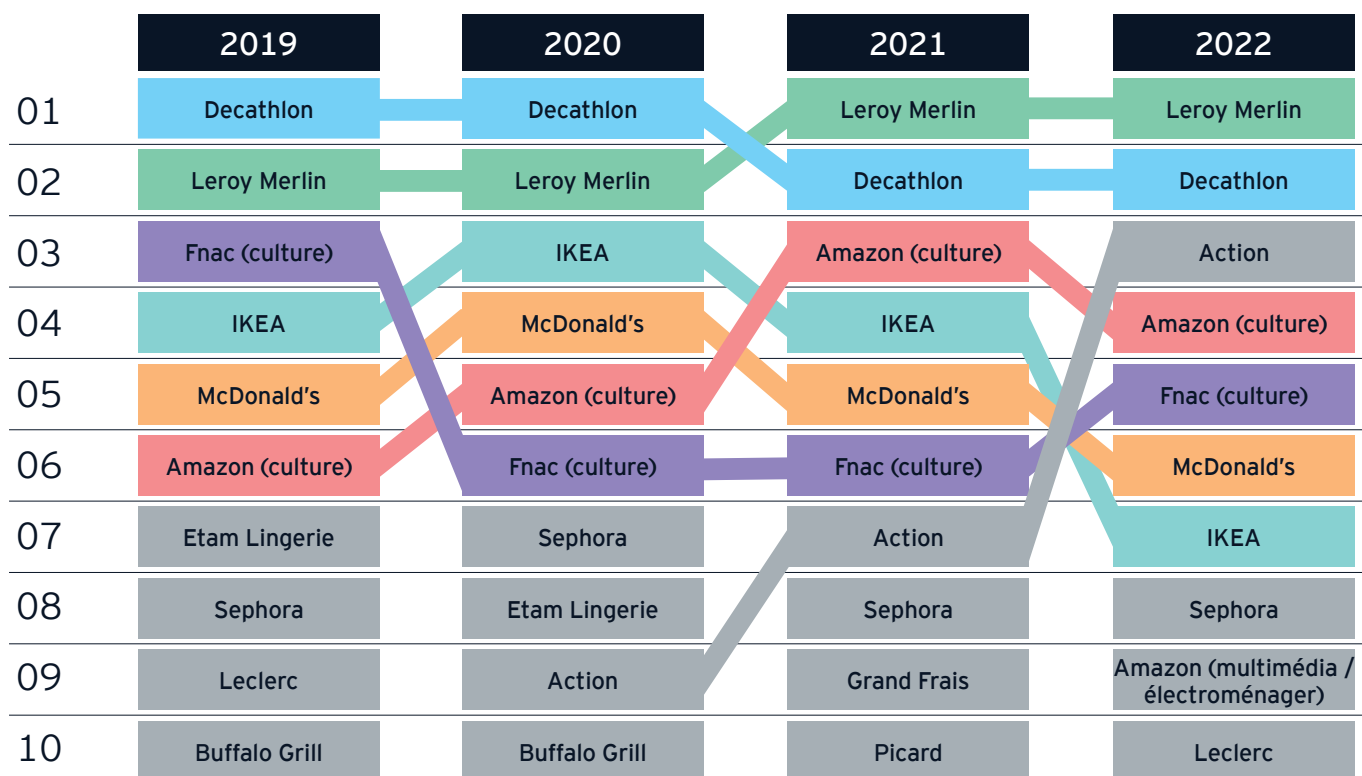 2019 2020 2021 2022
01 Decathlon Decathlon Leroy Merlin Leroy Merlin
02 Leroy Merlin Leroy Merlin Decathlon Decathlon
03 Fnac (culture) IKEA Amazon (culture) Action
04 IKEA McDonald's IKEA Amazon (culture)
05 McDonald's Amazon (culture) McDonald's Fnac (culture)
06 Amazon (culture) Fnac (culture) Fnac (culture) McDonald's
07 Etam Lingerie Sephora Action IKEA
08 Sephora Etam Lingerie Sephora Sephora
09 Leclerc Action Grand Frais Amazon (multimédia /
électroménager)
10 Buffalo Grill Buffalo Grill Picard Leclerc